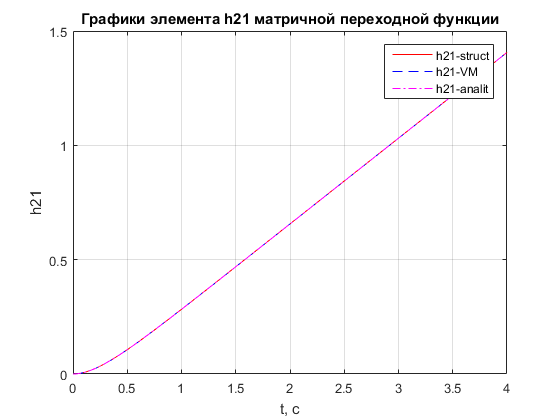 Графики элемента h21 матричной переходной функции
1.5
1
0.5
0
h21
h21-struct
h21-VM
h21-analit
0 0.5 1 1.5 2 2.5 3 3.5 4
t, c